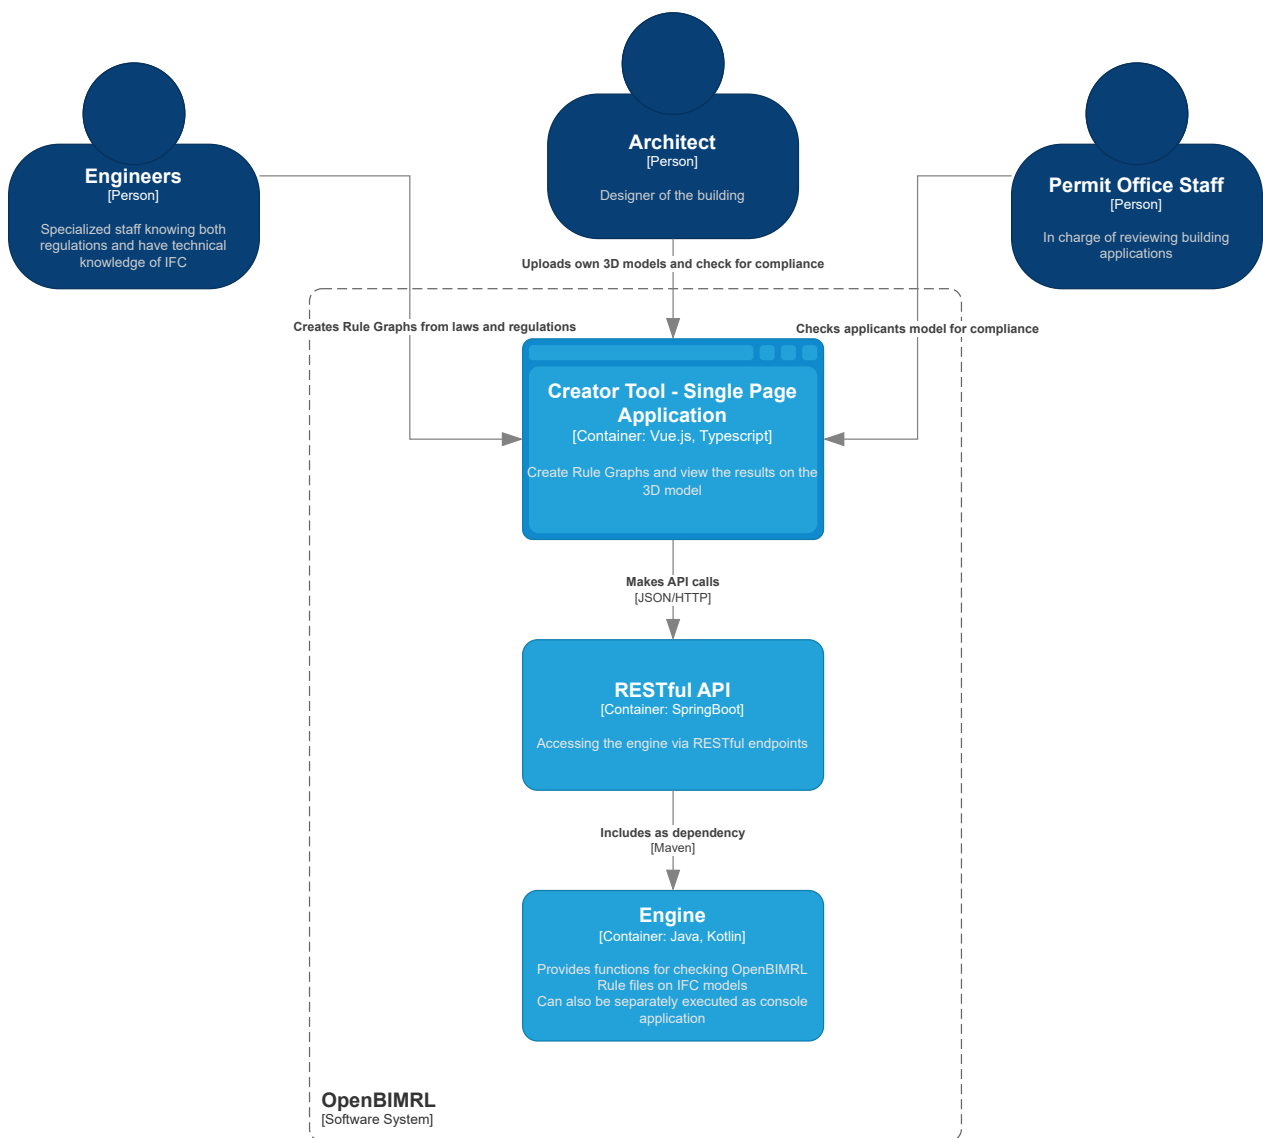 Architect
[Person]
Designer of the building
Engineers
[Person]
Specialized staff knowing both
regulations and have technical
knowledge of IFC
Permit Office Staff
[Person]
In charge of reviewing building
applications
Uploads own 3D models and check for compliance
Creates Rule Graphs from laws and regulations
Checks applicants model for compliance
Creator Tool - Single Page
Application
[Container: Vue.js, Typescript]
Create Rule Graphs and view the results on the
3D model
Makes API calls
[JSON/HTTP]
RESTful API
[Container: SpringBoot]
Accessing the engine via RESTful endpoints
Includes as dependency
[Maven]
Engine
[Container: Java, Kotlin]
Provides functions for checking OpenBIMRL
Rule files on IFC models
Can also be separately executed as console
application
OpenBIMRL
[Software System]